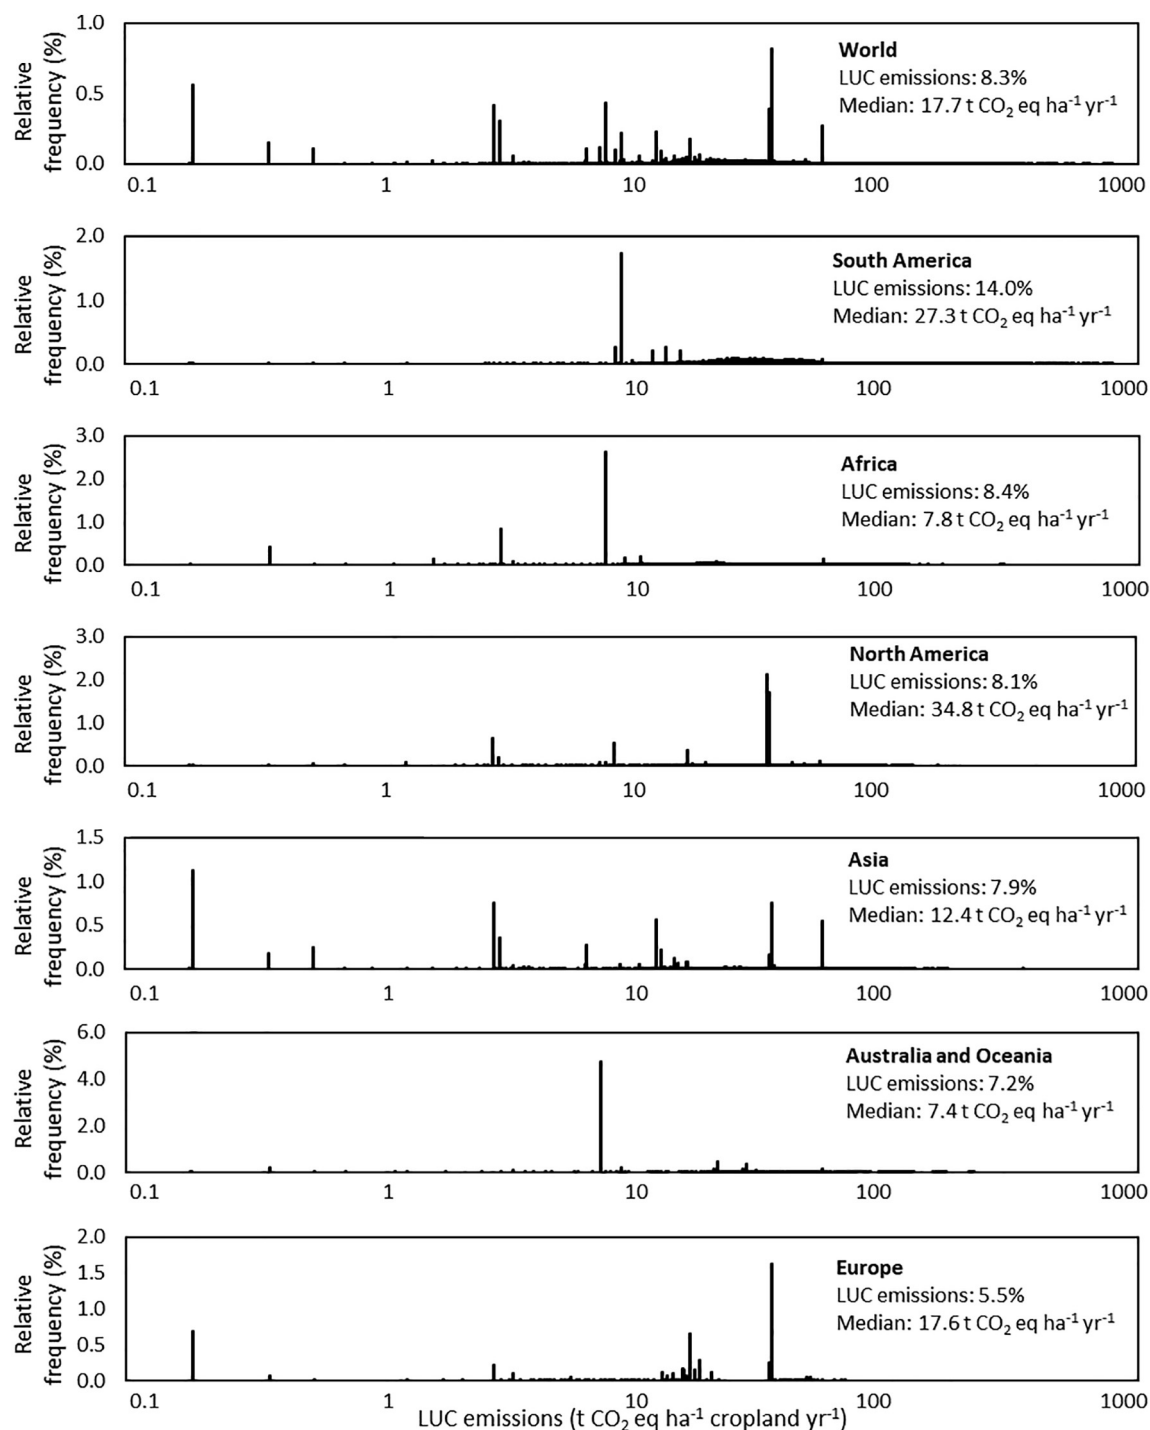 Relative
frequency (%)
1.0
0.5
0.0
World
LUC emissions: 8.3%
Median: 17.7 t CO₂ eq ha⁻¹ yr⁻¹
0.1 1 10 100 1000
Relative
frequency (%)
2.0
1.0
0.0
South America
LUC emissions: 14.0%
Median: 27.3 t CO₂ eq ha⁻¹ yr⁻¹
0.1 1 10 100 1000
Relative
frequency (%)
3.0
2.0
1.0
0.0
Africa
LUC emissions: 8.4%
Median: 7.8 t CO₂ eq ha⁻¹ yr⁻¹
0.1 1 10 100 1000
Relative
frequency (%)
3.0
2.0
1.0
0.0
North America
LUC emissions: 8.1%
Median: 34.8 t CO₂ eq ha⁻¹ yr⁻¹
0.1 1 10 100 1000
Relative
frequency (%)
1.5
1.0
0.5
0.0
Asia
LUC emissions: 7.9%
Median: 12.4 t CO₂ eq ha⁻¹ yr⁻¹
0.1 1 10 100 1000
Relative
frequency (%)
6.0
4.0
2.0
0.0
Australia and Oceania
LUC emissions: 7.2%
Median: 7.4 t CO₂ eq ha⁻¹ yr⁻¹
0.1 1 10 100 1000
Relative
frequency (%)
2.0
1.5
1.0
0.5
0.0
Europe
LUC emissions: 5.5%
Median: 17.6 t CO₂ eq ha⁻¹ yr⁻¹
0.1 1 10 100 1000
LUC emissions (t CO₂ eq ha⁻¹ cropland yr⁻¹)